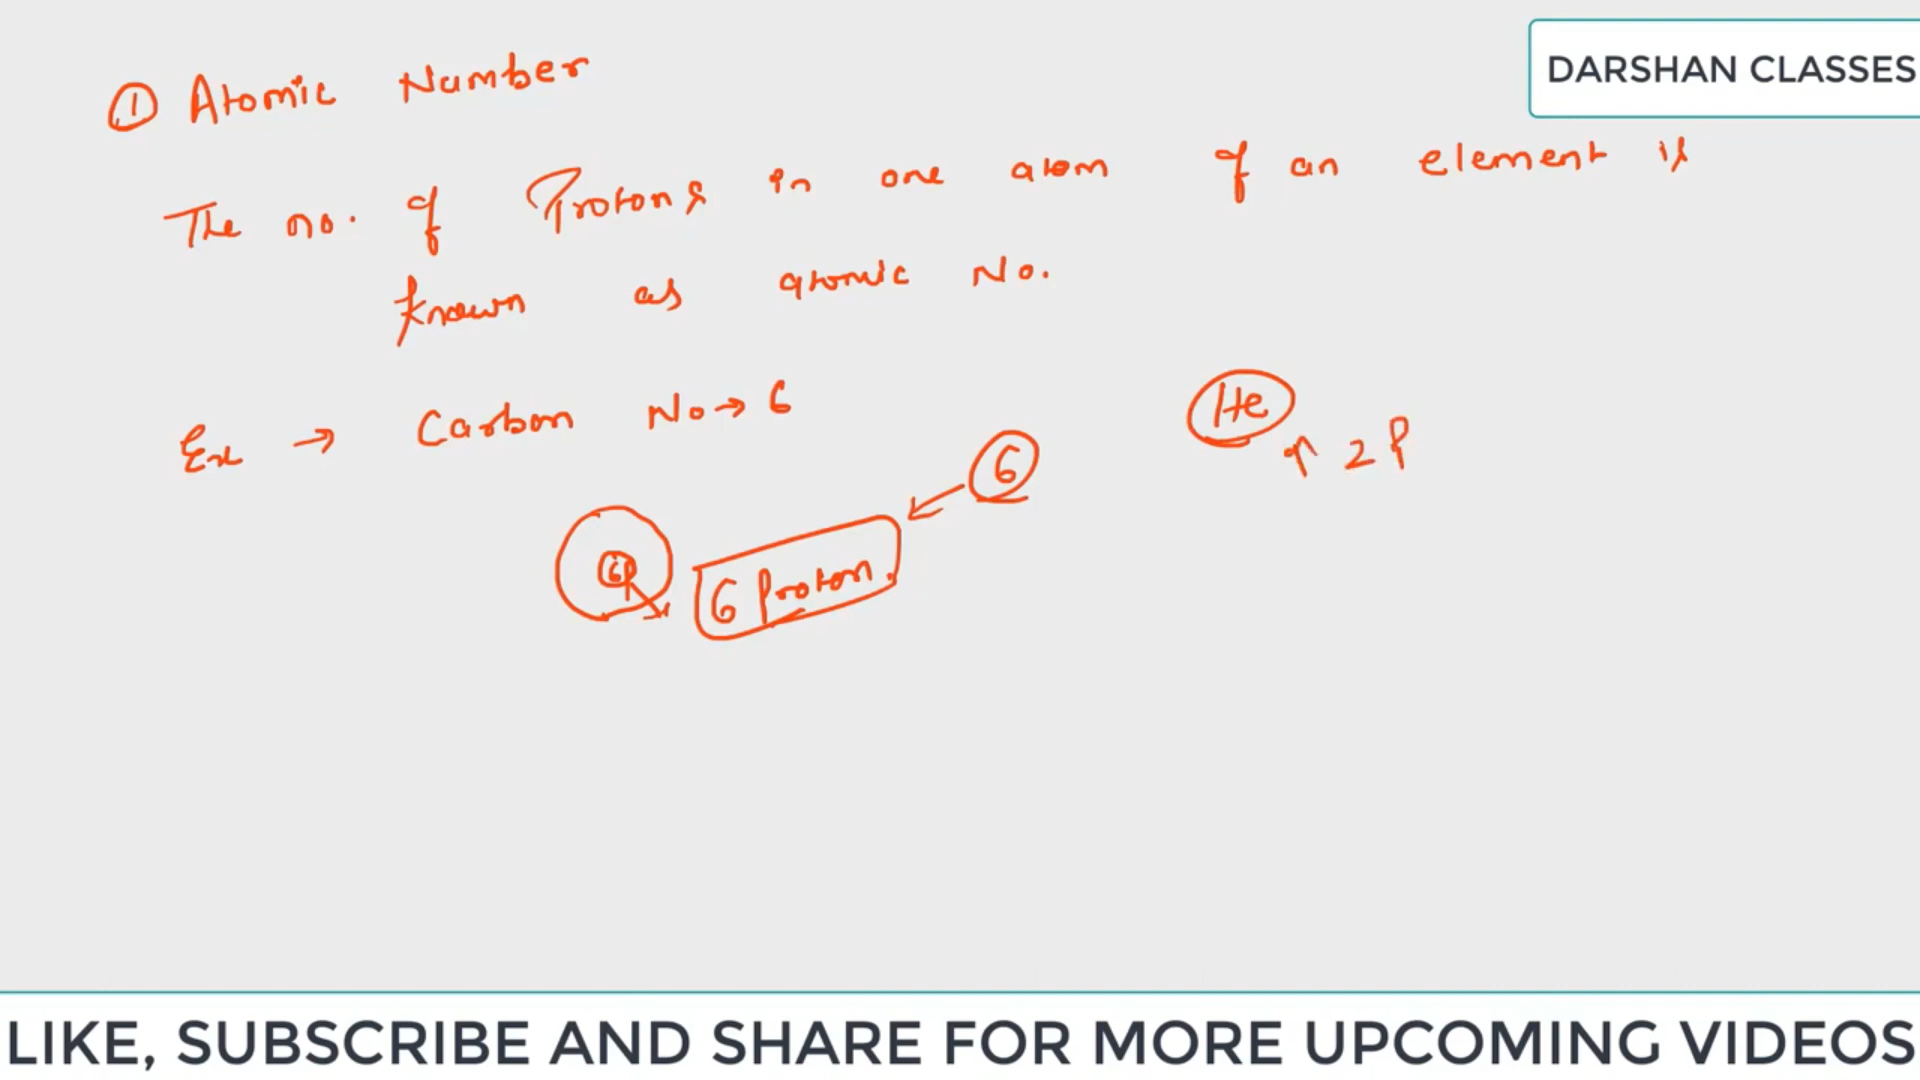 DARSHAN CLASSES
① Atomic Number
The no. of Protons in one atom of an element is
known as atomic No.
Ex → Carbon No → 6
He
↑ 2P
6
6P
6 Proton.
LIKE, SUBSCRIBE AND SHARE FOR MORE UPCOMING VIDEOS